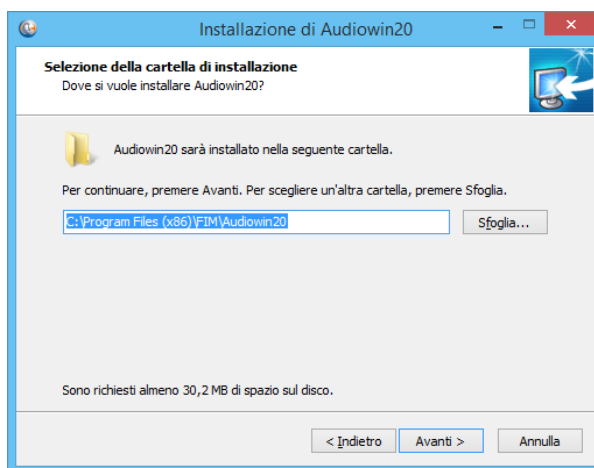 Installazione di Audiowin20
Selezione della cartella di installazione
Dove si vuole installare Audiowin20?
Audiowin20 sarà installato nella seguente cartella.
Per continuare, premere Avanti. Per scegliere un'altra cartella, premere Sfoglia.
C:\Program Files (x86)\FIM\Audiowin20
Sfoglia...
Sono richiesti almeno 30,2 MB di spazio sul disco.
< Indietro
Avanti >
Annulla